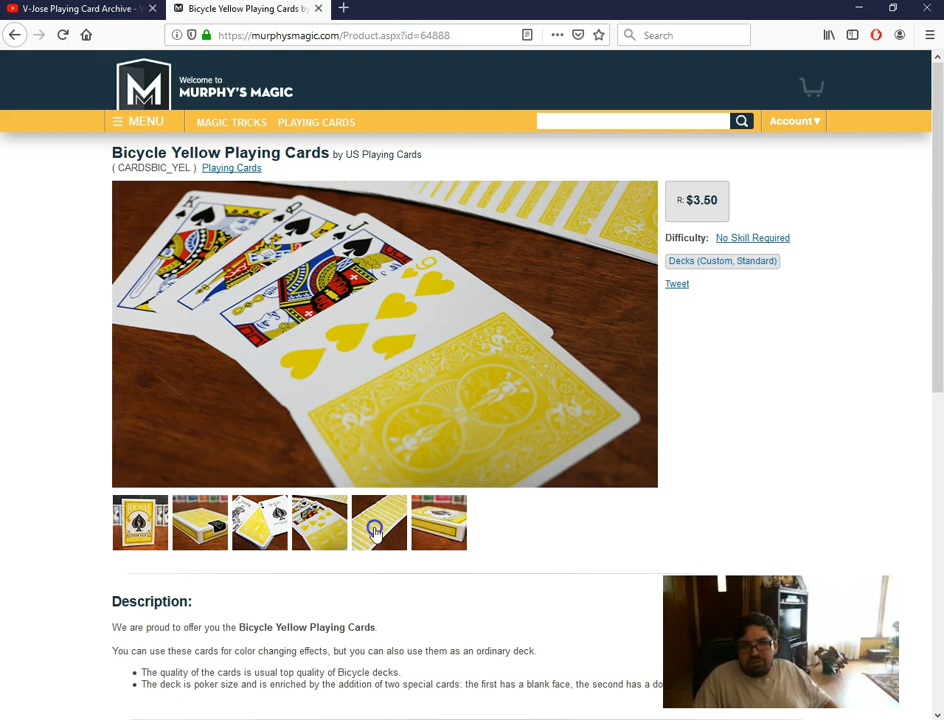 V-Jose Playing Card Archive - Y
Bicycle Yellow Playing Cards by
https://murphysmagic.com/Product.aspx?id=64888
Search
Welcome to
MURPHY'S MAGIC
MENU
MAGIC TRICKS
PLAYING CARDS
Account▾
Bicycle Yellow Playing Cards by US Playing Cards
( CARDSBIC_YEL ) Playing Cards
K
Q
J
9
R: $3.50
Difficulty: No Skill Required
Decks (Custom, Standard)
Tweet
Description:
We are proud to offer you the Bicycle Yellow Playing Cards.
You can use these cards for color changing effects, but you can also use them as an ordinary deck.
• The quality of the cards is usual top quality of Bicycle decks.
• The deck is poker size and is enriched by the addition of two special cards: the first has a blank face, the second has a do